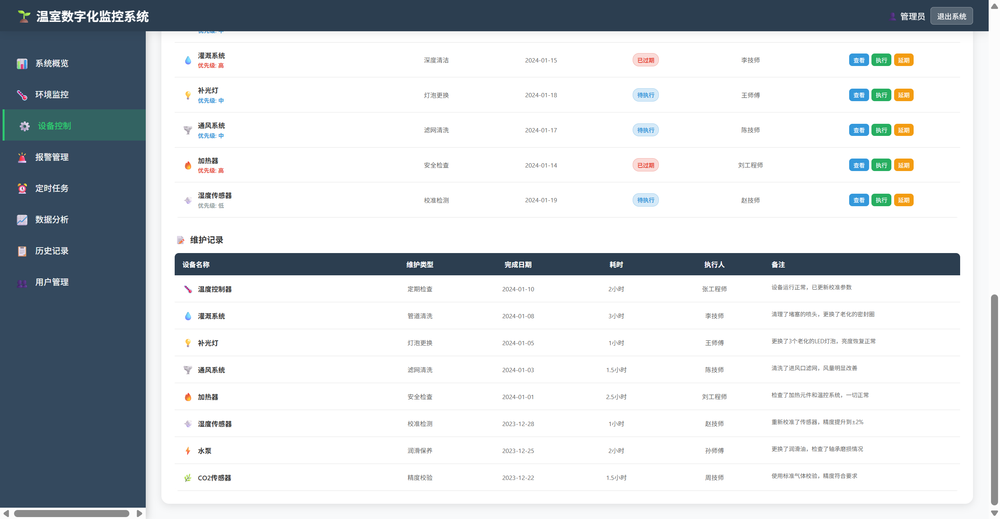 温室数字化监控系统
管理员
退出系统
系统概览
环境监控
设备控制
报警管理
定时任务
数据分析
历史记录
用户管理
优先级: 中
灌溉系统
优先级: 高
深度清洁
2024-01-15
已过期
李技师
查看
执行
延期
补光灯
优先级: 中
灯泡更换
2024-01-18
待执行
王师傅
查看
执行
延期
通风系统
优先级: 中
滤网清洗
2024-01-17
待执行
陈技师
查看
执行
延期
加热器
优先级: 高
安全检查
2024-01-14
已过期
刘工程师
查看
执行
延期
湿度传感器
优先级: 低
校准检测
2024-01-19
待执行
赵技师
查看
执行
延期
维护记录
设备名称 维护类型 完成日期 耗时 执行人 备注
温度控制器 定期检查 2024-01-10 2小时 张工程师 设备运行正常，已更新校准参数
灌溉系统 管道清洗 2024-01-08 3小时 李技师 清理了堵塞的喷头，更换了老化的密封圈
补光灯 灯泡更换 2024-01-05 1小时 王师傅 更换了3个老化的LED灯泡，亮度恢复正常
通风系统 滤网清洗 2024-01-03 1.5小时 陈技师 清洗了进风口滤网，风量明显改善
加热器 安全检查 2024-01-01 2.5小时 刘工程师 检查了加热元件和温控系统，一切正常
湿度传感器 校准检测 2023-12-28 1小时 赵技师 重新校准了传感器，精度提升到±2%
水泵 润滑保养 2023-12-25 2小时 孙师傅 更换了润滑油，检查了轴承磨损情况
CO2传感器 精度校验 2023-12-22 1.5小时 周技师 使用标准气体校验，精度符合要求